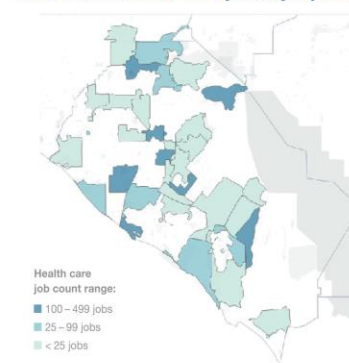 Health care
job count range:
100 – 499 jobs
25 – 99 jobs
< 25 jobs